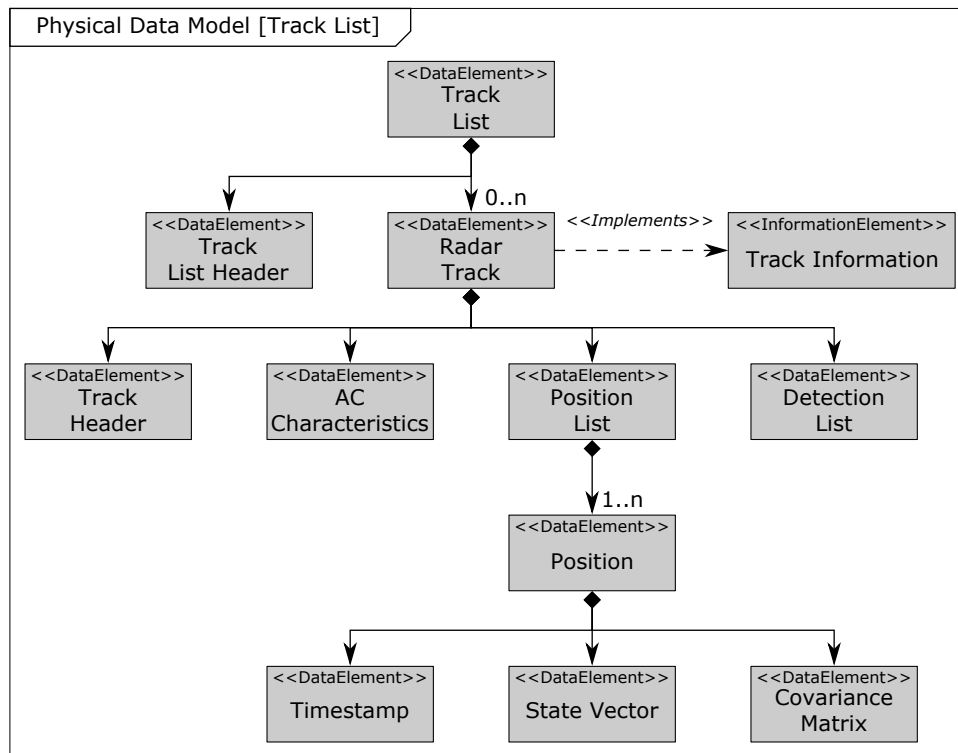 Physical Data Model [Track List]
<<DataElement>>
Track
List
0..n
<<DataElement>>
Track
List Header
<<DataElement>>
Radar
Track
<<Implements>>
<<InformationElement>>
Track Information
<<DataElement>>
Track
Header
<<DataElement>>
AC
Characteristics
<<DataElement>>
Position
List
<<DataElement>>
Detection
List
1..n
<<DataElement>>
Position
<<DataElement>>
Timestamp
<<DataElement>>
State Vector
<<DataElement>>
Covariance
Matrix